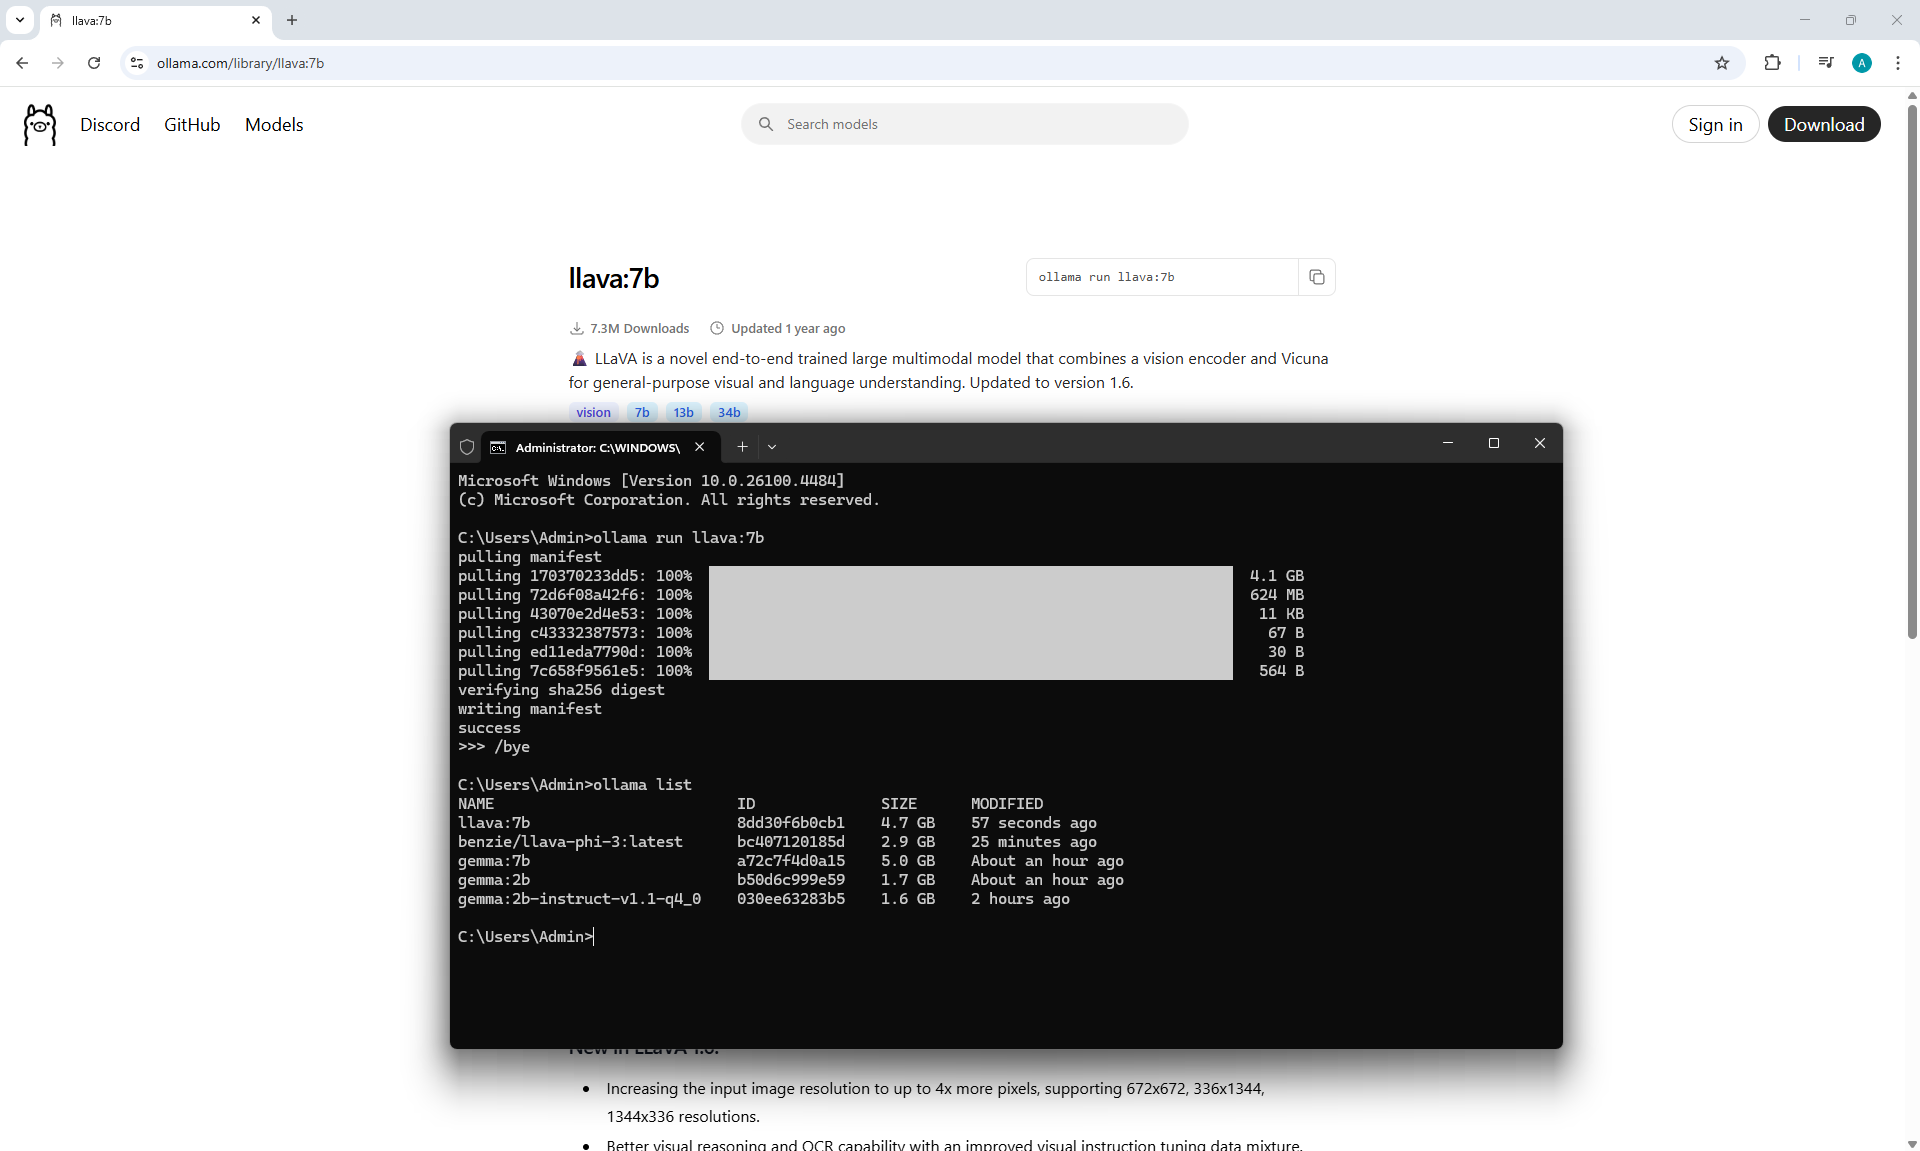 llava:7b
ollama.com/library/llava:7b
A
Discord GitHub Models
Search models
Sign in
Download
llava:7b
ollama run llava:7b
7.3M Downloads Updated 1 year ago
LLaVA is a novel end-to-end trained large multimodal model that combines a vision encoder and Vicuna
for general-purpose visual and language understanding. Updated to version 1.6.
vision 7b 13b 34b
Administrator: C:\WINDOWS\
Microsoft Windows [Version 10.0.26100.4484]
(c) Microsoft Corporation. All rights reserved.
C:\Users\Admin>ollama run llava:7b
pulling manifest
pulling 170370233dd5: 100% 4.1 GB
pulling 72d6f08a42f6: 100% 624 MB
pulling 43070e2d4e53: 100% 11 KB
pulling c43332387573: 100% 67 B
pulling ed11eda7790d: 100% 30 B
pulling 7c658f9561e5: 100% 564 B
verifying sha256 digest
writing manifest
success
>>> /bye
C:\Users\Admin>ollama list
NAME ID SIZE MODIFIED
llava:7b 8dd30f6b0cb1 4.7 GB 57 seconds ago
benzie/llava-phi-3:latest bc407120185d 2.9 GB 25 minutes ago
gemma:7b a72c7f4d0a15 5.0 GB About an hour ago
gemma:2b b50d6c999e59 1.7 GB About an hour ago
gemma:2b-instruct-v1.1-q4_0 030ee63283b5 1.6 GB 2 hours ago
C:\Users\Admin>
New in LLaVA 1.6:
• Increasing the input image resolution to up to 4x more pixels, supporting 672x672, 336x1344,
1344x336 resolutions.
• Better visual reasoning and OCR capability with an improved visual instruction tuning data mixture.